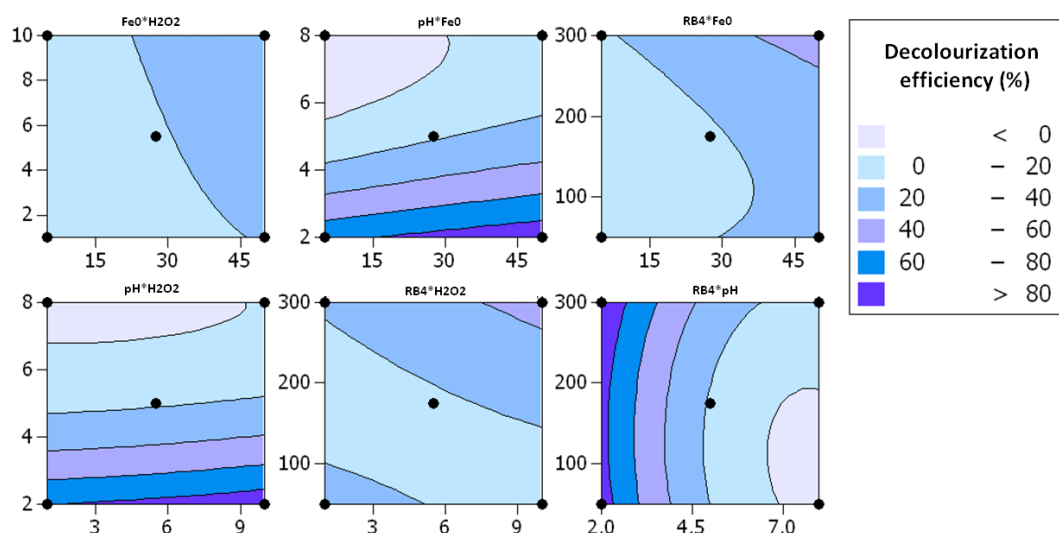 Fe0*H2O2
pH*Fe0
RB4*Fe0
10
8
6
4
2
15 30 45
8
6
4
2
15 30 45
300
200
100
15 30 45
pH*H2O2
RB4*H2O2
RB4*pH
8
6
4
2
3 6 9
300
200
100
3 6 9
300
200
100
2.0 4.5 7.0
Decolourization
efficiency (%)
< 0
0 – 20
20 – 40
40 – 60
60 – 80
> 80